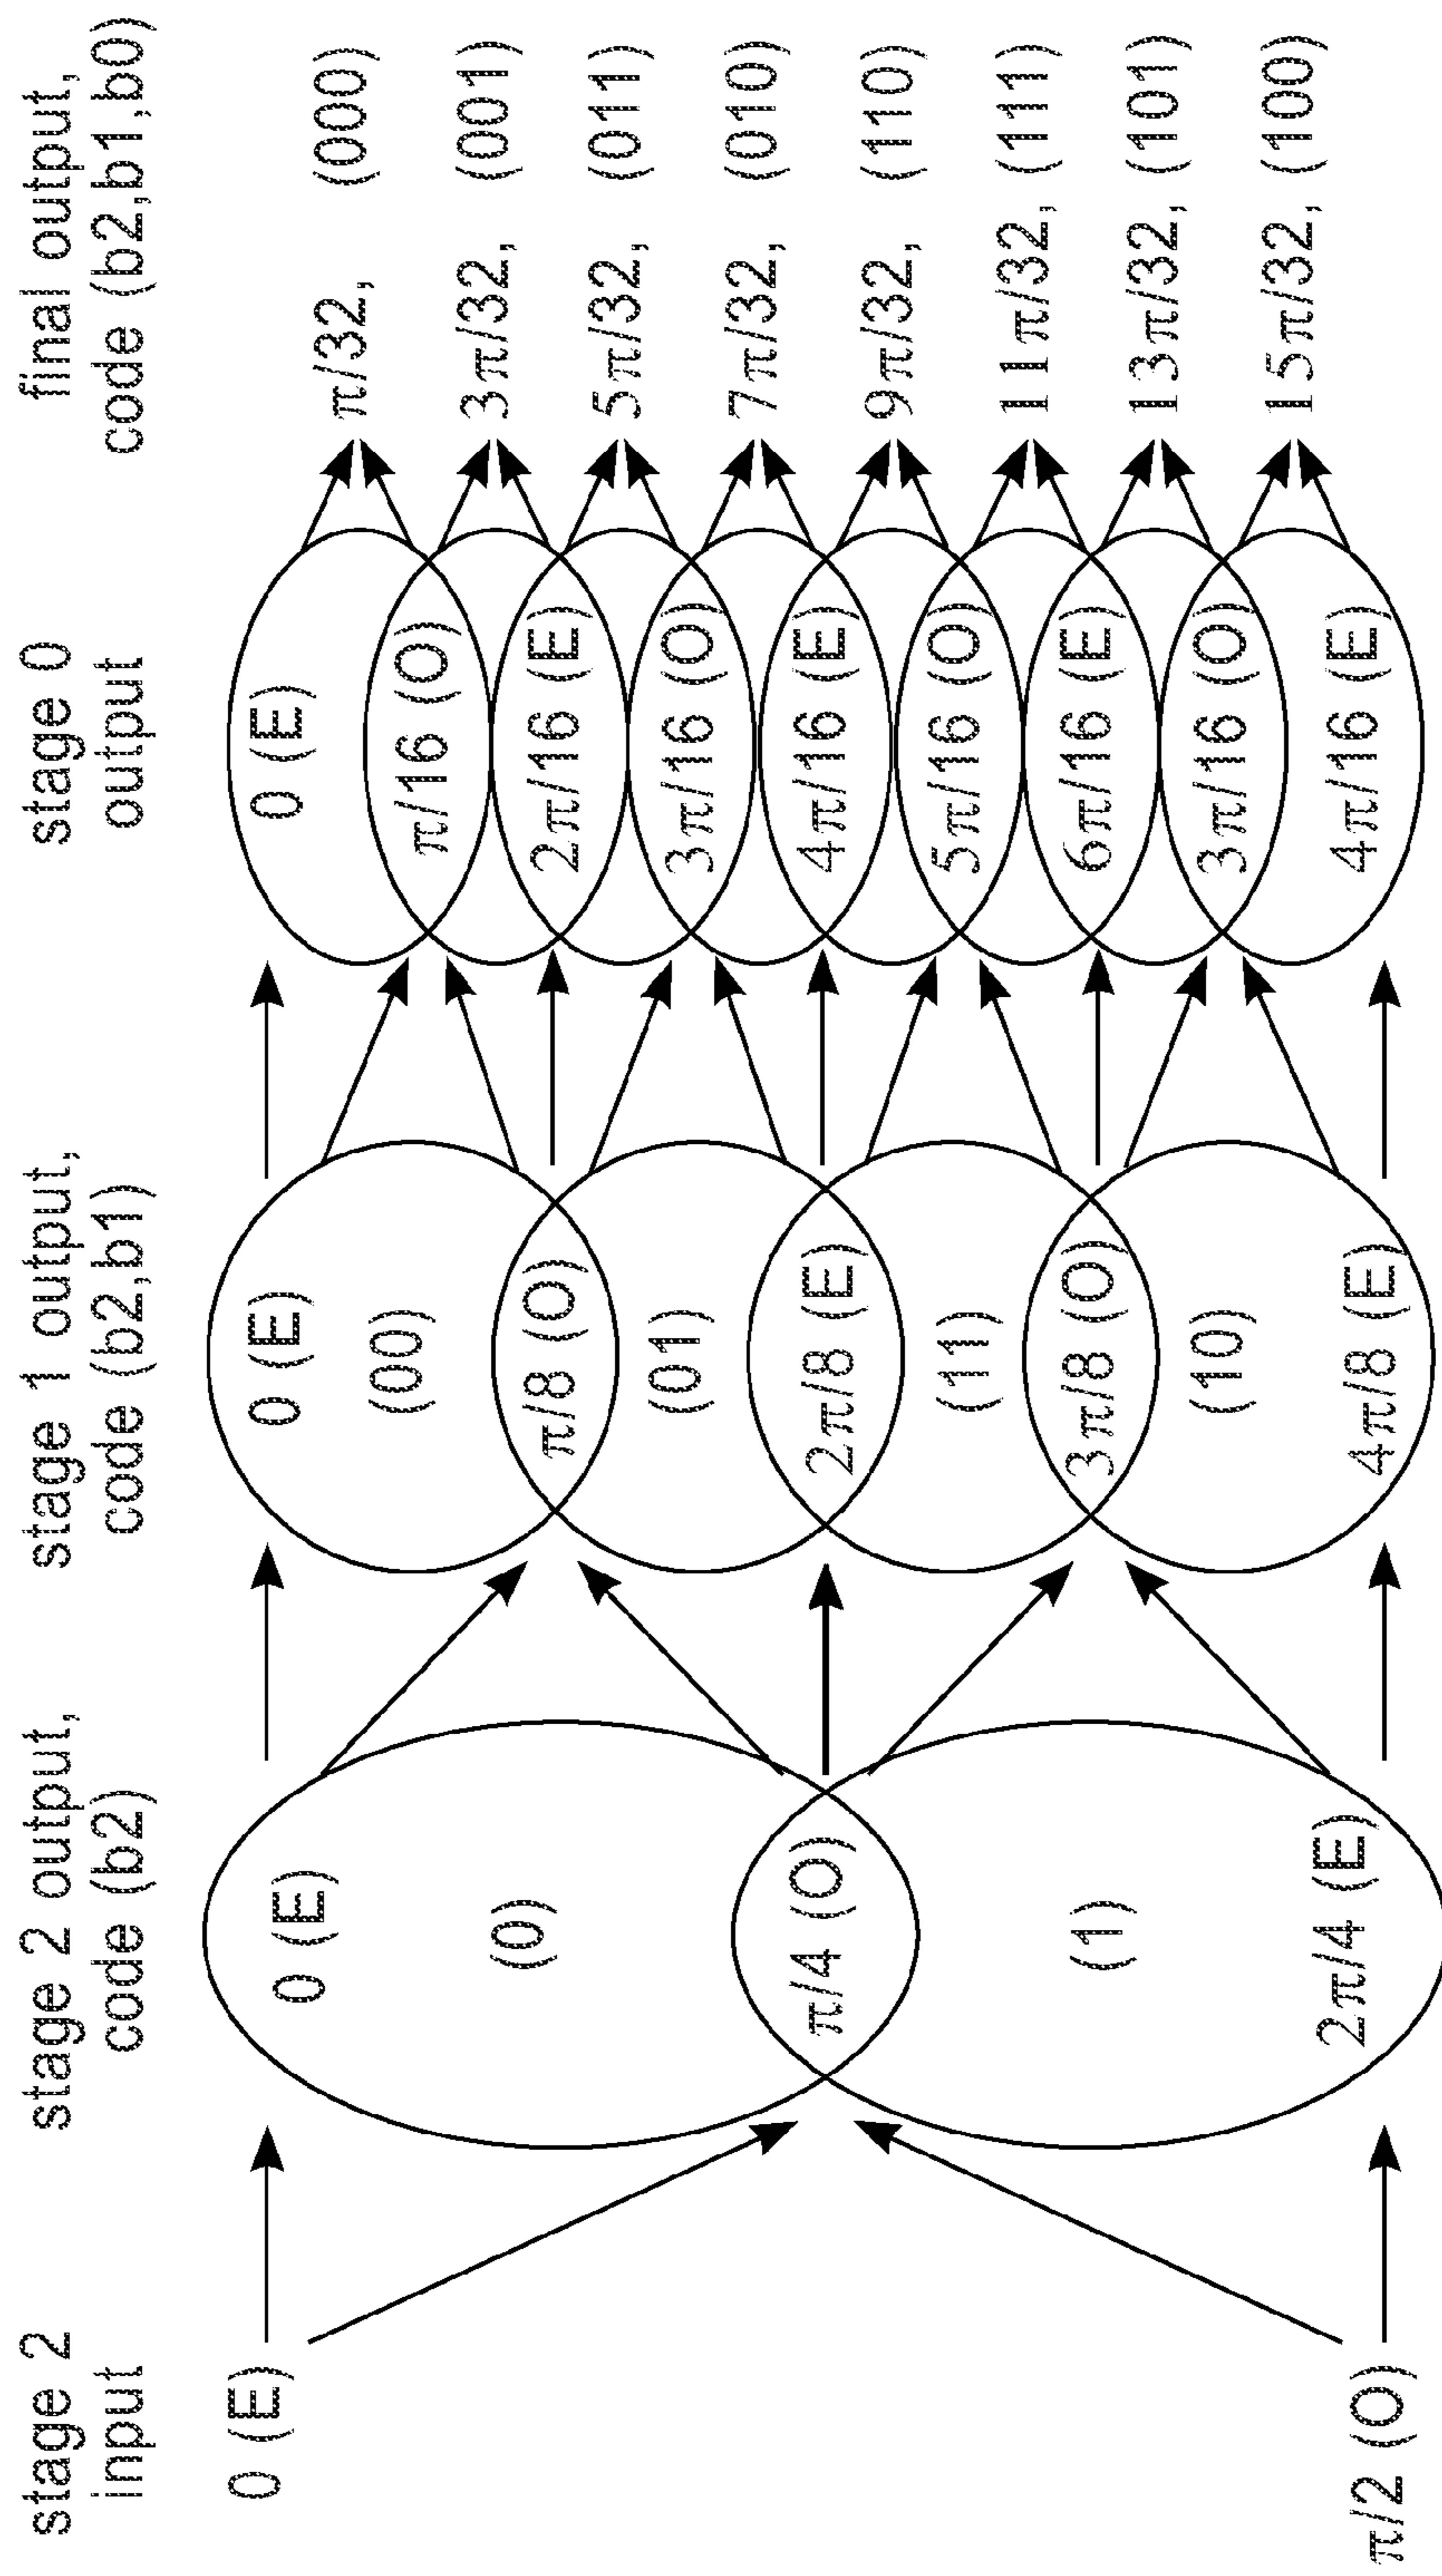 stage 2
input
0 (E)
π/2 (O)
stage 2 output,
code (b2)
0 (E)
(0)
π/4 (O)
(1)
2π/4 (E)
stage 1 output,
code (b2,b1)
0 (E)
(00)
π/8 (O)
(01)
2π/8 (E)
(11)
3π/8 (O)
(10)
4π/8 (E)
stage 0
output
0 (E)
π/16 (O)
2π/16 (E)
3π/16 (O)
4π/16 (E)
5π/16 (O)
6π/16 (E)
3π/16 (O)
4π/16 (E)
final output,
code (b2,b1,b0)
π/32, (000)
3π/32, (001)
5π/32, (011)
7π/32, (010)
9π/32, (110)
11π/32, (111)
13π/32, (101)
15π/32, (100)